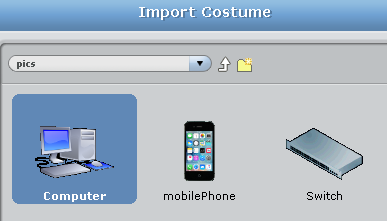 Import Costume
pics
Computer
mobilePhone
Switch